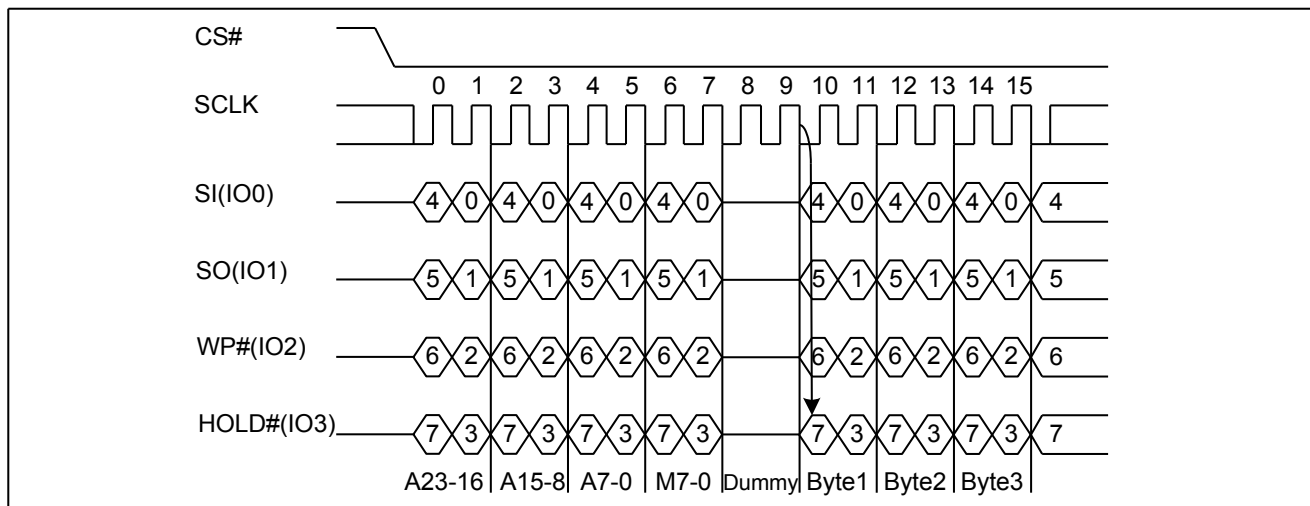 CS#
0 1 2 3 4 5 6 7 8 9 10 11 12 13 14 15
SCLK
SI(IO0) 4 0 4 0 4 0 4 0 4 0 4 0 4 0 4
SO(IO1) 5 1 5 1 5 1 5 1 5 1 5 1 5 1 5
WP#(IO2) 6 2 6 2 6 2 6 2 6 2 6 2 6 2 6
HOLD#(IO3) 7 3 7 3 7 3 7 3 7 3 7 3 7 3 7
A23-16 A15-8 A7-0 M7-0 Dummy Byte1 Byte2 Byte3